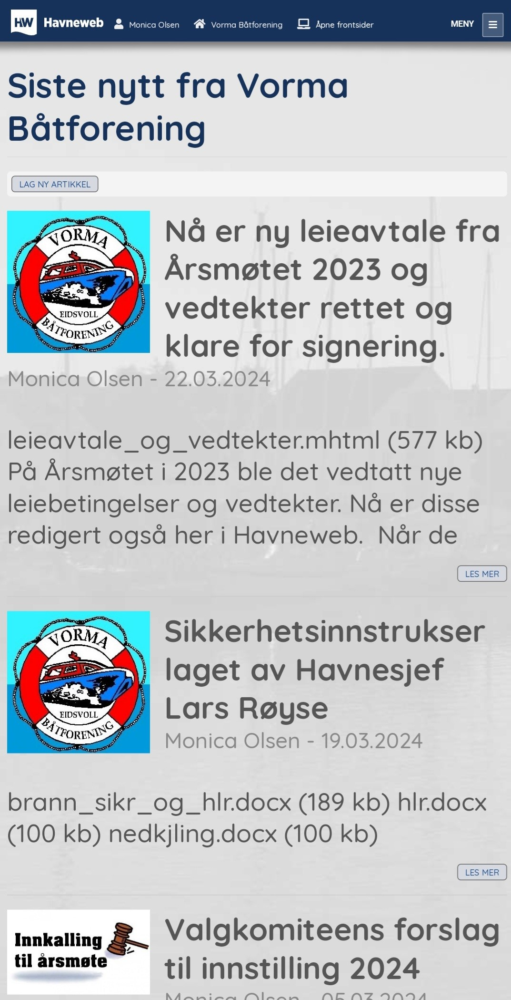 HW Havneweb Monica Olsen Vorma Båtforening Åpne frontsider MENY
Siste nytt fra Vorma
Båtforening
LAG NY ARTIKKEL
VORMA
EIDSVOLL
BÅTFORENING
Nå er ny leieavtale fra
Årsmøtet 2023 og
vedtekter rettet og
klare for signering.
Monica Olsen - 22.03.2024
leieavtale_og_vedtekter.mhtml (577 kb)
På Årsmøtet i 2023 ble det vedtatt nye
leiebetingelser og vedtekter. Nå er disse
redigert også her i Havneweb.  Når de
LES MER
VORMA
EIDSVOLL
BÅTFORENING
Sikkerhetsinnstrukser
laget av Havnesjef
Lars Røyse
Monica Olsen - 19.03.2024
brann_sikr_og_hlr.docx (189 kb) hlr.docx
(100 kb) nedkjling.docx (100 kb)
LES MER
Innkalling
til årsmøte
Valgkomiteens forslag
til innstilling 2024
Monica Olsen - 05.03.2024